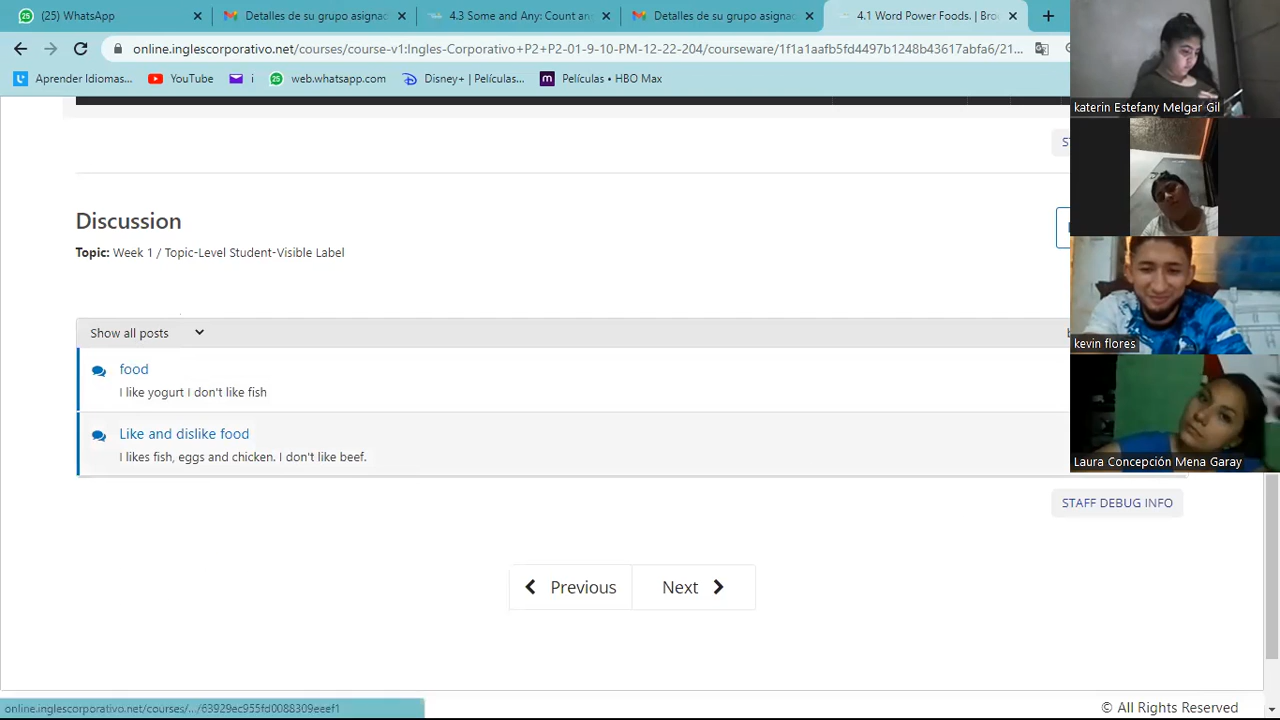 (25) WhatsApp
Detalles de su grupo asignac
4.3 Some and Any: Count an
Detalles de su grupo asignac
4.1 Word Power Foods. | Bro
online.inglescorporativo.net/courses/course-v1:Ingles-Corporativo+P2+P2-01-9-10-PM-12-22-204/courseware/1f1a1aafb5fd4497b1248b43617abfa6/21...
Aprender Idiomas...
YouTube
i
25
web.whatsapp.com
Disney+ | Películas...
Películas • HBO Max
katerin Estefany Melgar Gil
kevin flores
Laura Concepción Mena Garay
Discussion
Topic: Week 1 / Topic-Level Student-Visible Label
Show all posts
food
I like yogurt I don't like fish
Like and dislike food
I likes fish, eggs and chicken. I don't like beef.
STAFF DEBUG INFO
Previous
Next
online.inglescorporativo.net/courses/.../63929ec955fd0088309eeef1
© All Rights Reserved